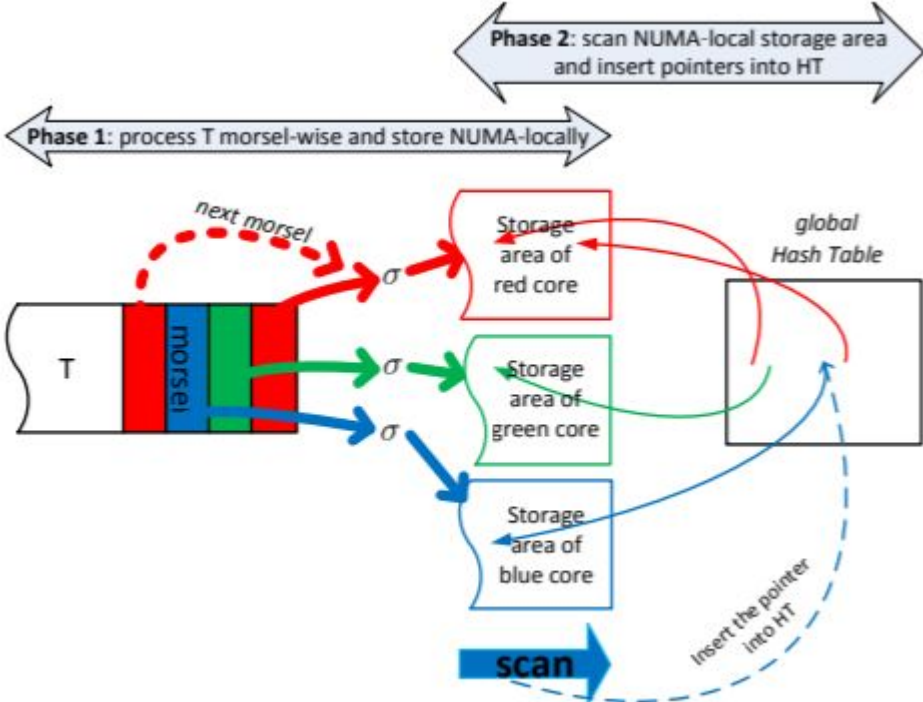 Phase 2: scan NUMA-local storage area
and insert pointers into HT
Phase 1: process T morsel-wise and store NUMA-locally
next morsel
Storage
area of
red core
global
Hash Table
σ
T
morsel
σ
Storage
area of
green core
σ
Storage
area of
blue core
Insert the pointer
into HT
scan